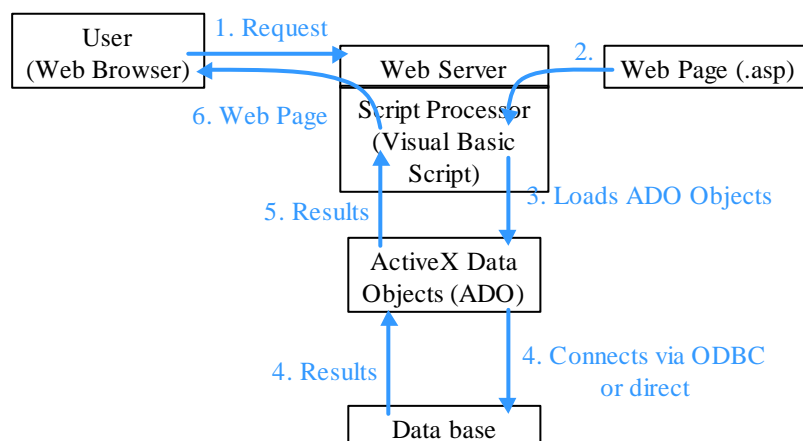 User
(Web Browser)
1. Request
Web Server
2.
Web Page (.asp)
6. Web Page
Script Processor
(Visual Basic
Script)
3. Loads ADO Objects
5. Results
ActiveX Data
Objects (ADO)
4. Results
4. Connects via ODBC
or direct
Data base